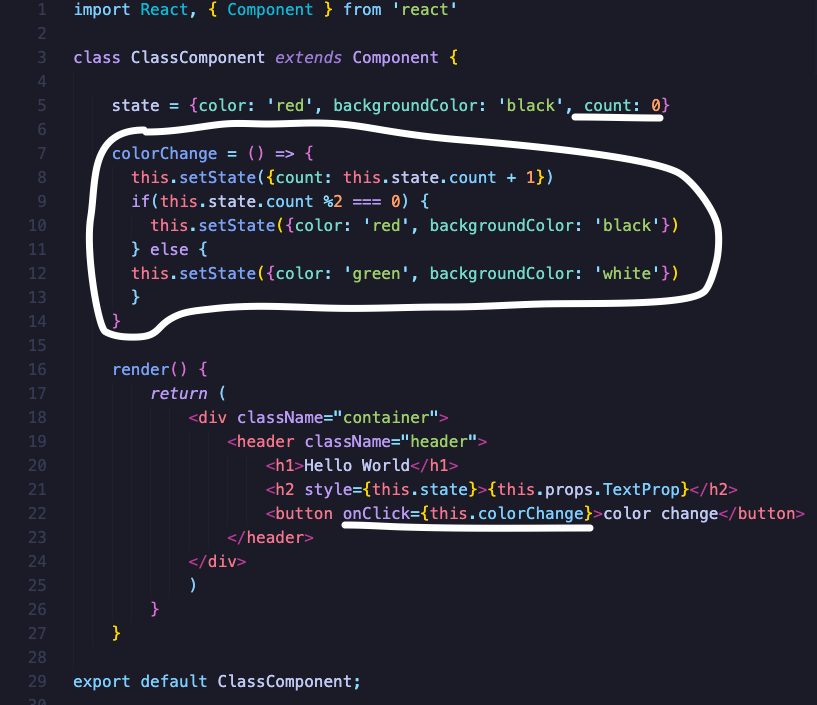 1 import React, { Component } from 'react'
2
3 class ClassComponent extends Component {
4
5 state = {color: 'red', backgroundColor: 'black', count: 0}
6
7 colorChange = () => {
8 this.setState({count: this.state.count + 1})
9 if(this.state.count %2 === 0) {
10 this.setState({color: 'red', backgroundColor: 'black'})
11 } else {
12 this.setState({color: 'green', backgroundColor: 'white'})
13 }
14 }
15
16 render() {
17 return (
18 <div className="container">
19 <header className="header">
20 <h1>Hello World</h1>
21 <h2 style={this.state}>{this.props.TextProp}</h2>
22 <button onClick={this.colorChange}>color change</button>
23 </header>
24 </div>
25 )
26 }
27 }
28
29 export default ClassComponent;
30